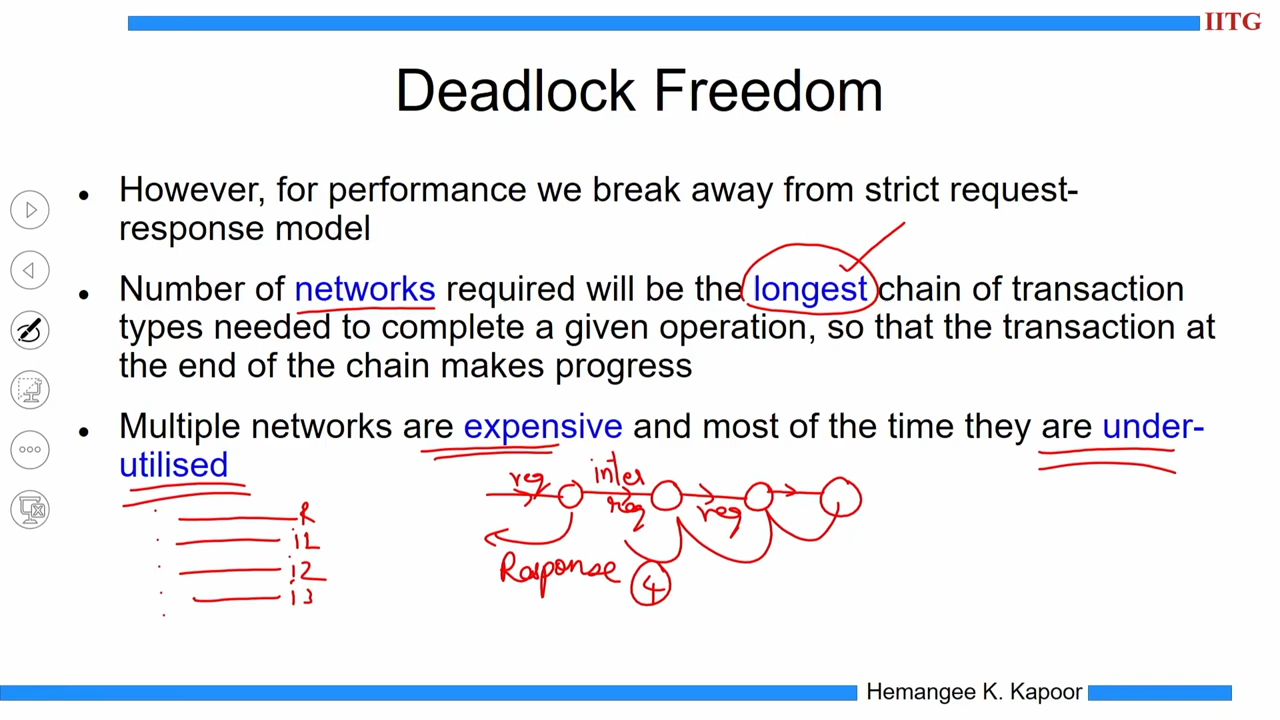 IITG
Deadlock Freedom
• However, for performance we break away from strict request-
response model
• Number of networks required will be the longest chain of transaction
types needed to complete a given operation, so that the transaction at
the end of the chain makes progress
• Multiple networks are expensive and most of the time they are under-
utilised
req inter
req req
R
i1
i2
i3
Response 4
Hemangee K. Kapoor